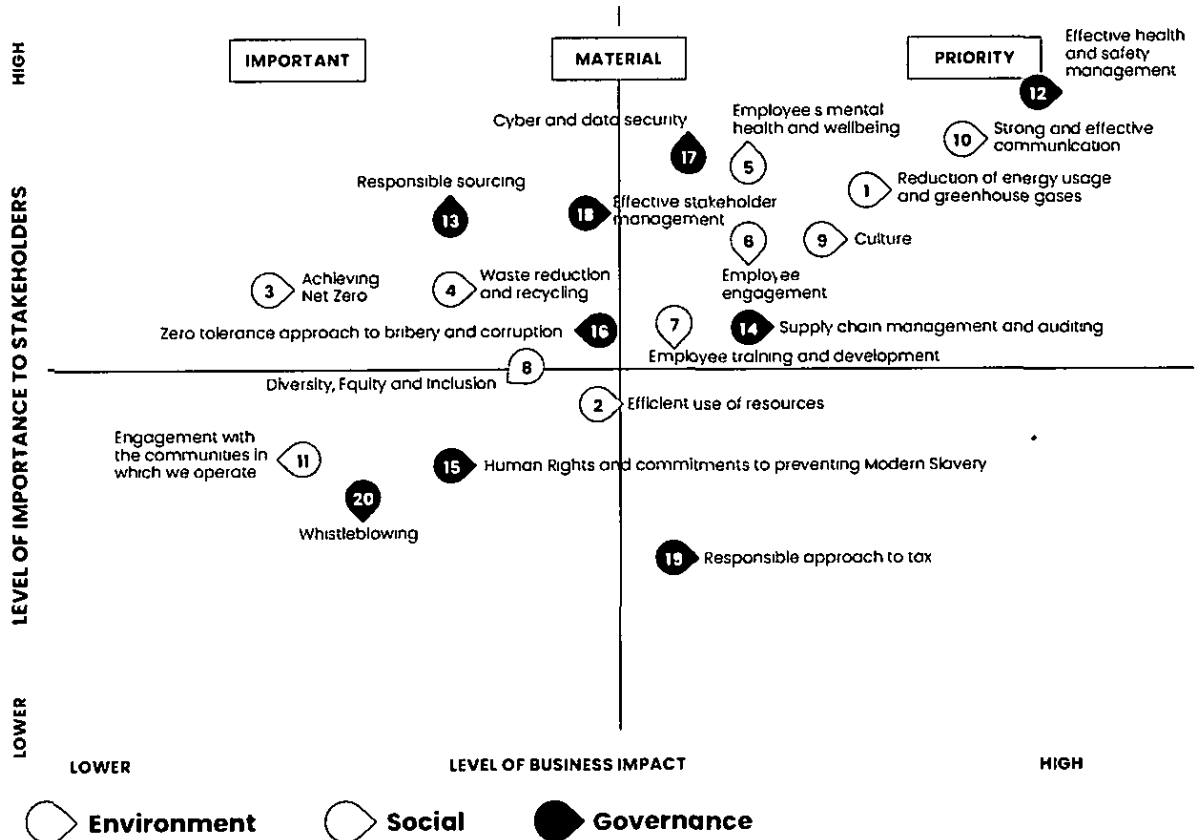 HIGH
LEVEL OF IMPORTANCE TO STAKEHOLDERS
LOWER
IMPORTANT
MATERIAL
PRIORITY
Effective health
and safety
management
12
Cyber and data security
17
Employee s mental
health and wellbeing
5
10
Strong and effective
communication
Responsible sourcing
13
18
Effective stakeholder
management
1
Reduction of energy usage
and greenhouse gases
6
Employee
engagement
9
Culture
3
Achieving
Net Zero
4
Waste reduction
and recycling
Zero tolerance approach to bribery and corruption
16
7
Employee training and development
14
Supply chain management and auditing
8
Diversity, Equity and Inclusion
2
Efficient use of resources
Engagement with
the communities in
which we operate
11
15
Human Rights and commitments to preventing Modern Slavery
20
Whistleblowing
19
Responsible approach to tax
LOWER
LEVEL OF BUSINESS IMPACT
HIGH
Environment
Social
Governance